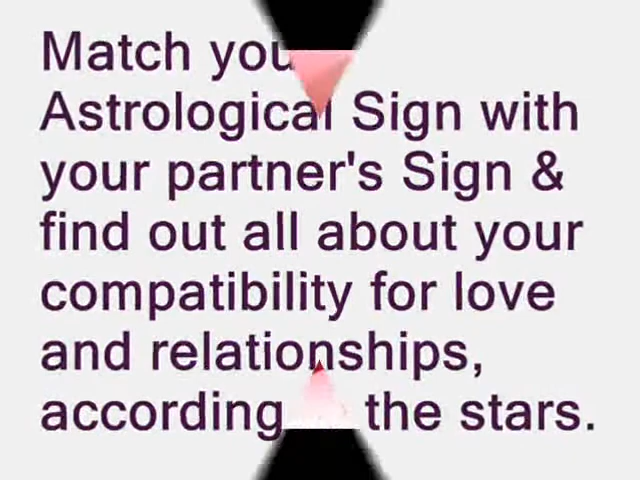 Match you
Astrological Sign with
your partner's Sign &
find out all about your
compatibility for love
and relationships,
according the stars.